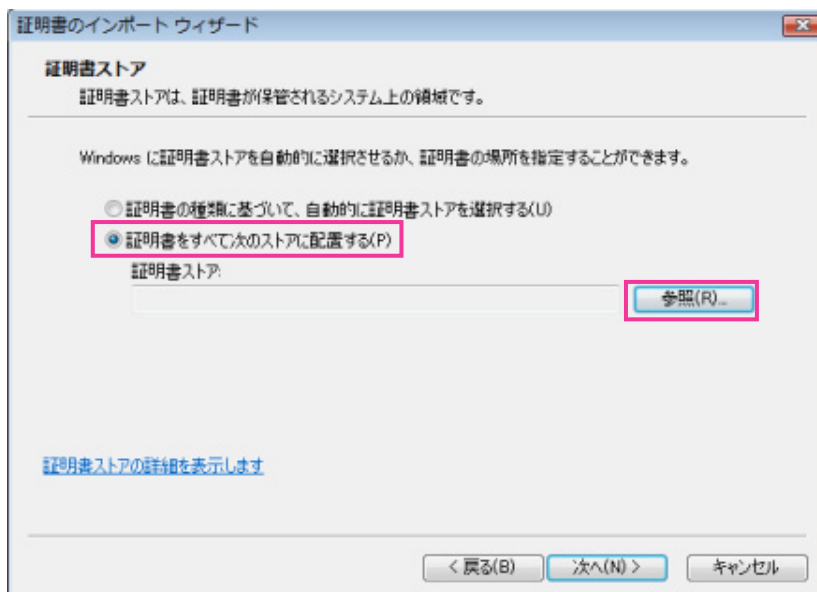 証明書のインポート ウィザード
証明書ストア
証明書ストアは、証明書が保管されるシステム上の領域です。
Windows に証明書ストアを自動的に選択させるか、証明書の場所を指定することができます。
証明書の種類に基づいて、自動的に証明書ストアを選択する(U)
証明書をすべて次のストアに配置する(P)
証明書ストア:
参照(R)...
証明書ストアの詳細を表示します
< 戻る(B)
次へ(N) >
キャンセル